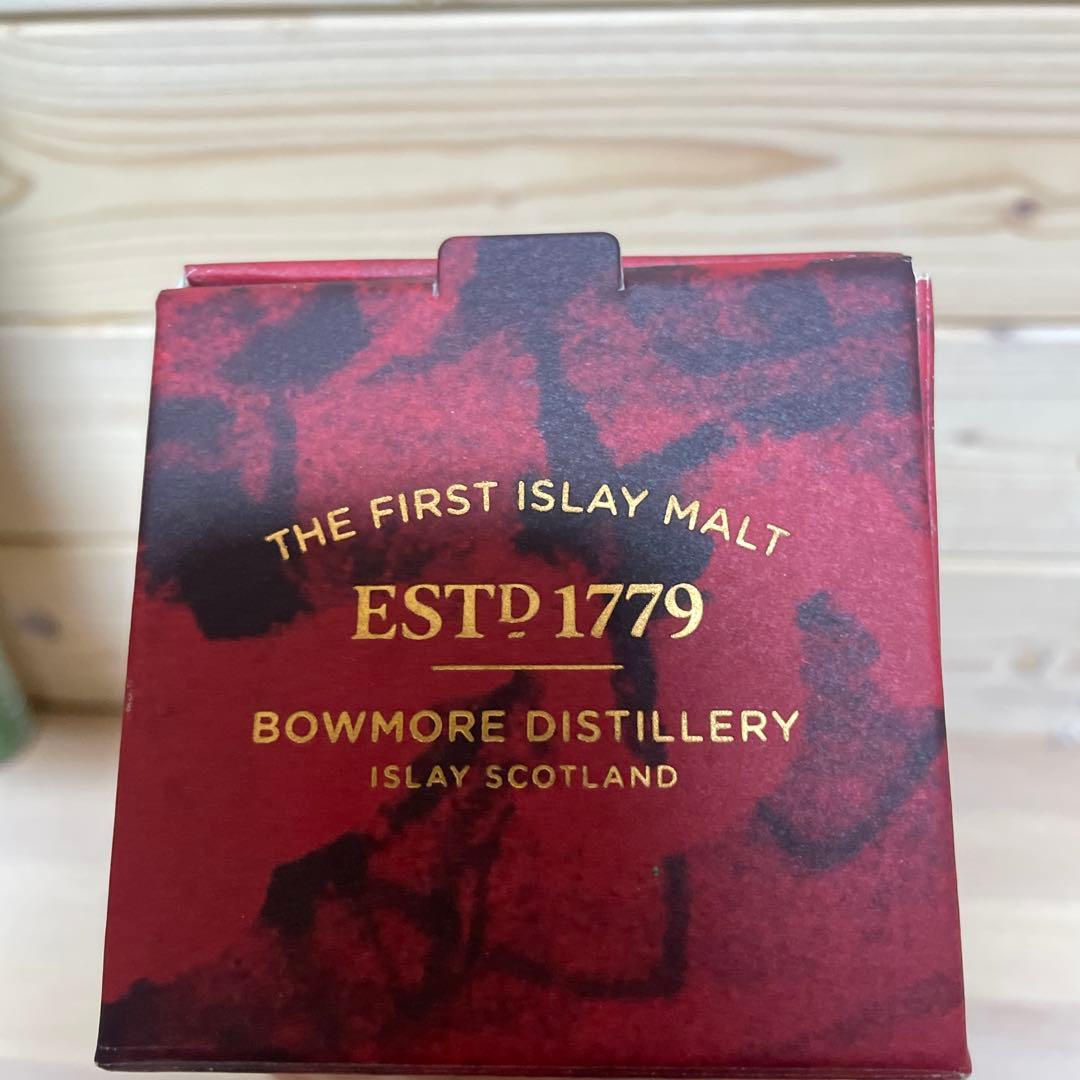 THE FIRST ISLAY MALT
ESTD 1779
BOWMORE DISTILLERY
ISLAY SCOTLAND